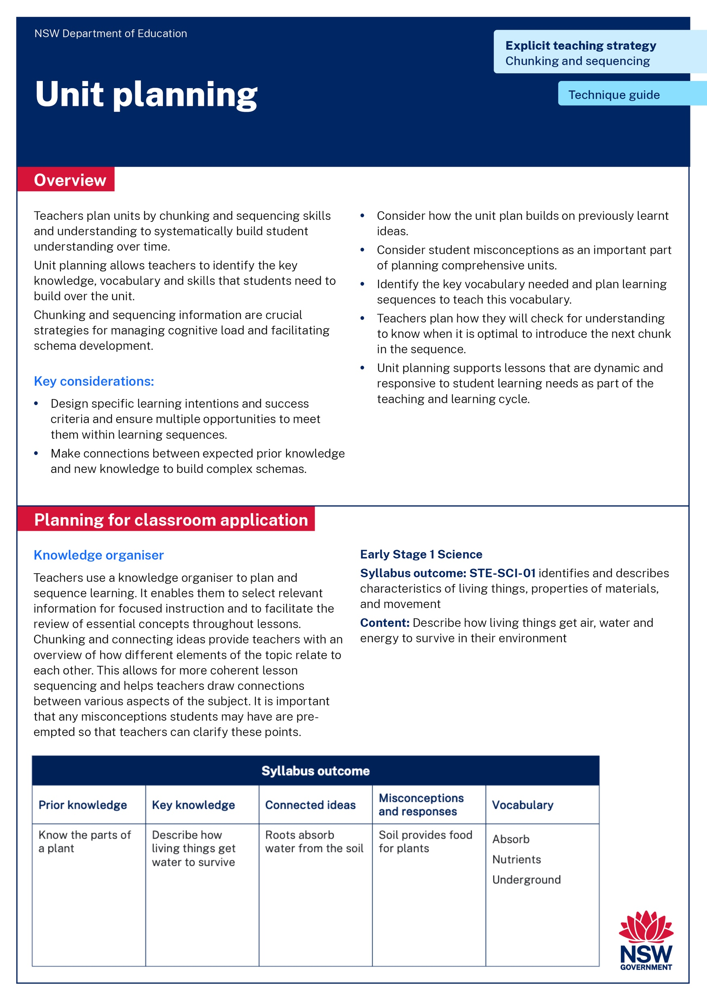 NSW Department of Education
Explicit teaching strategy
Chunking and sequencing
Technique guide
Unit planning
Overview
Teachers plan units by chunking and sequencing skills
and understanding to systematically build student
understanding over time.
Unit planning allows teachers to identify the key
knowledge, vocabulary and skills that students need to
build over the unit.
Chunking and sequencing information are crucial
strategies for managing cognitive load and facilitating
schema development.
Key considerations:
• Design specific learning intentions and success
criteria and ensure multiple opportunities to meet
them within learning sequences.
• Make connections between expected prior knowledge
and new knowledge to build complex schemas.
• Consider how the unit plan builds on previously learnt
ideas.
• Consider student misconceptions as an important part
of planning comprehensive units.
• Identify the key vocabulary needed and plan learning
sequences to teach this vocabulary.
• Teachers plan how they will check for understanding
to know when it is optimal to introduce the next chunk
in the sequence.
• Unit planning supports lessons that are dynamic and
responsive to student learning needs as part of the
teaching and learning cycle.
Planning for classroom application
Knowledge organiser
Teachers use a knowledge organiser to plan and
sequence learning. It enables them to select relevant
information for focused instruction and to facilitate the
review of essential concepts throughout lessons.
Chunking and connecting ideas provide teachers with an
overview of how different elements of the topic relate to
each other. This allows for more coherent lesson
sequencing and helps teachers draw connections
between various aspects of the subject. It is important
that any misconceptions students may have are pre-
empted so that teachers can clarify these points.
Early Stage 1 Science
Syllabus outcome: STE-SCI-01 identifies and describes
characteristics of living things, properties of materials,
and movement
Content: Describe how living things get air, water and
energy to survive in their environment
Syllabus outcome
Prior knowledge
Key knowledge
Connected ideas
Misconceptions
and responses
Vocabulary
Know the parts of
a plant
Describe how
living things get
water to survive
Roots absorb
water from the soil
Soil provides food
for plants
Absorb
Nutrients
Underground
NSW
GOVERNMENT